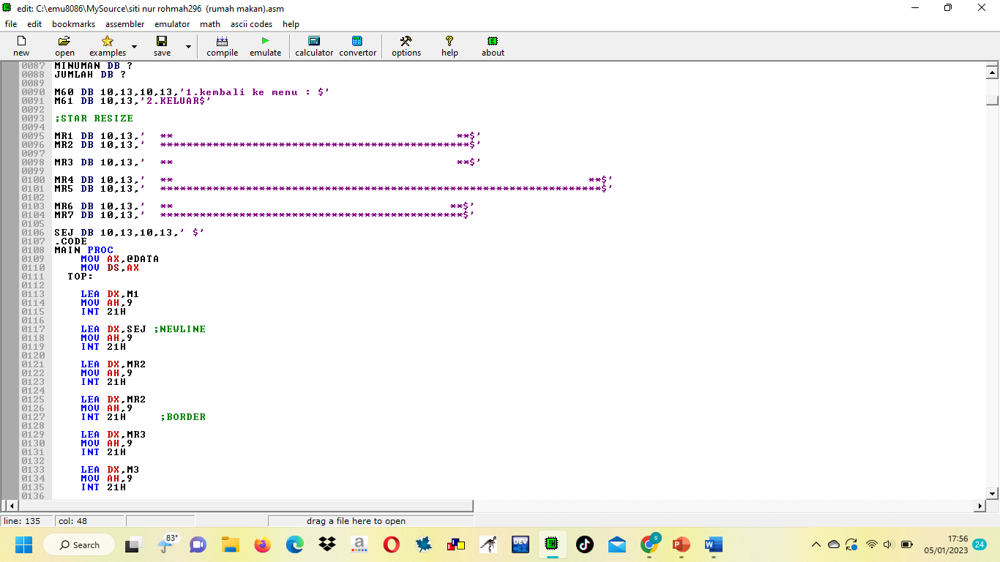 edit: C:\emu8086\MySource\siti nur rohmah296  (rumah makan).asm
file edit bookmarks assembler emulator math ascii codes help
new open examples save compile emulate calculator convertor options help about
0087 MINUMAN DB ?
0088 JUMLAH DB ?
0089
0090 M60 DB 10,13,10,13,'1.kembali ke menu : $'
0091 M61 DB 10,13,'2.KELUAR$'
0092
0093 ;STAR RESIZE
0094
0095 MR1 DB 10,13,'  **                                           **$'
0096 MR2 DB 10,13,'  ***********************************************$'
0097
0098 MR3 DB 10,13,'  **                                           **$'
0099
0100 MR4 DB 10,13,'  **                                                               **$'
0101 MR5 DB 10,13,'  *******************************************************************$'
0102
0103 MR6 DB 10,13,'  **                                          **$'
0104 MR7 DB 10,13,'  **********************************************$'
0105
0106 SEJ DB 10,13,10,13,' $'
0107 .CODE
0108 MAIN PROC
0109     MOV AX,@DATA
0110     MOV DS,AX
0111   TOP:
0112
0113     LEA DX,M1
0114     MOV AH,9
0115     INT 21H
0116
0117     LEA DX,SEJ ;NEWLINE
0118     MOV AH,9
0119     INT 21H
0120
0121     LEA DX,MR2
0122     MOV AH,9
0123     INT 21H
0124
0125     LEA DX,MR2
0126     MOV AH,9
0127     INT 21H     ;BORDER
0128
0129     LEA DX,MR3
0130     MOV AH,9
0131     INT 21H
0132
0133     LEA DX,M3
0134     MOV AH,9
0135     INT 21H
0136
line: 135 col: 48 drag a file here to open
83°
Search
a
DEV
S
P
W
17:56
05/01/2023
24